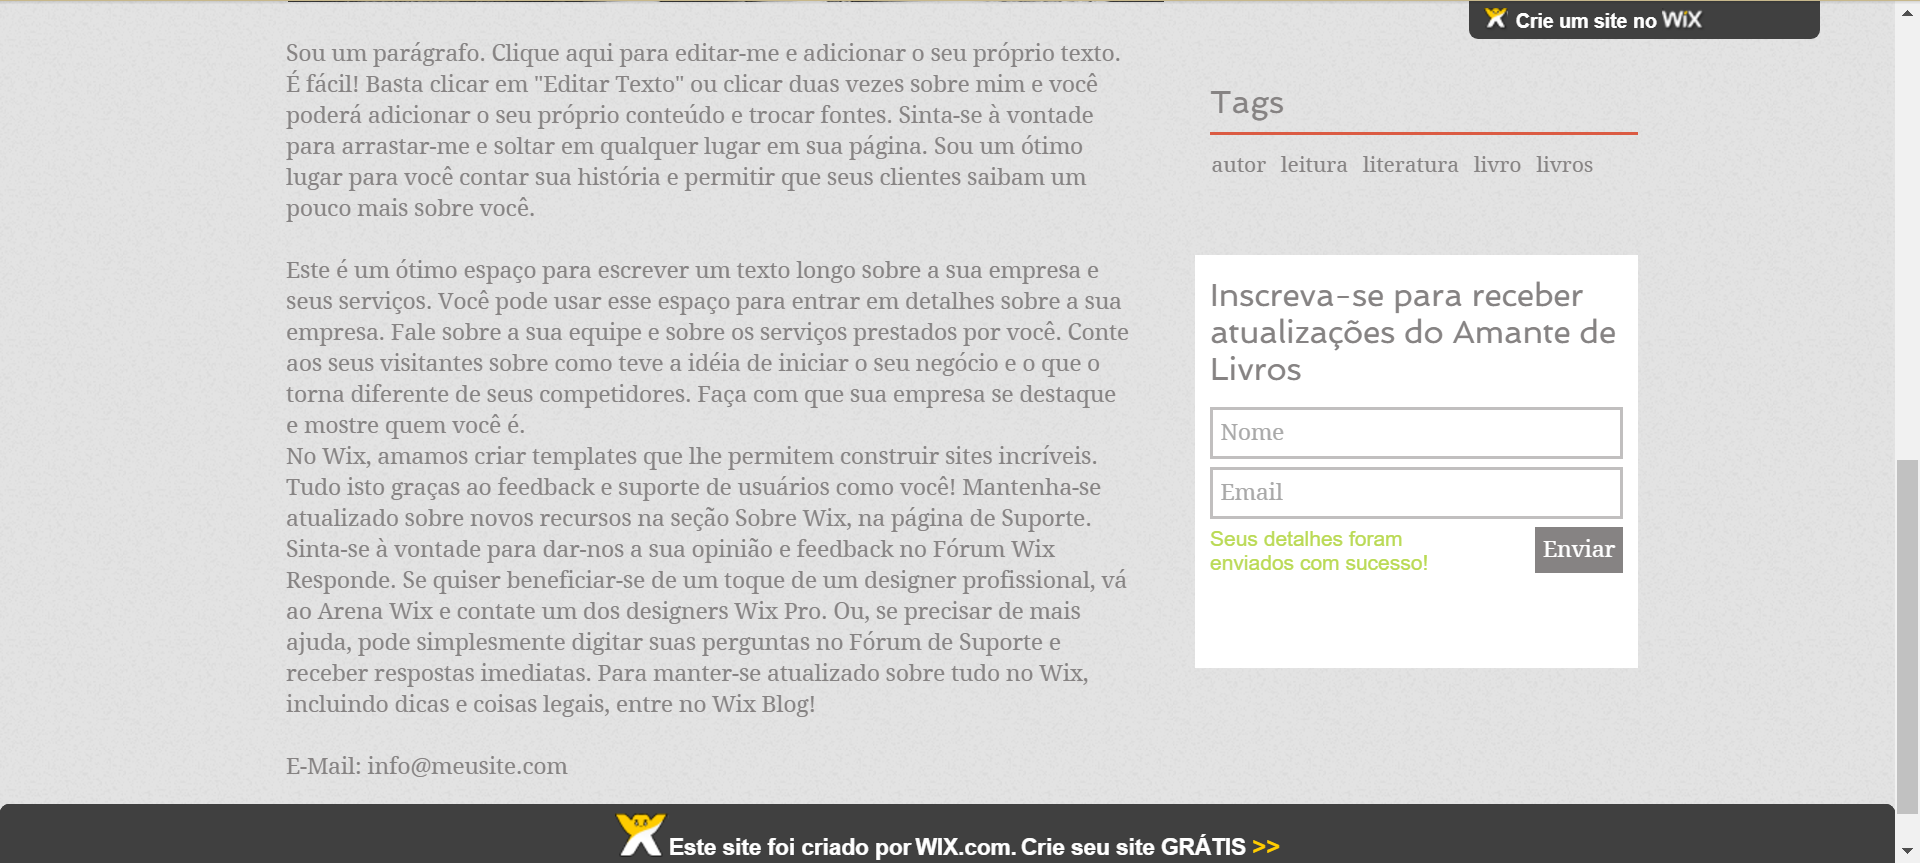 Crie um site no WiX
Sou um parágrafo. Clique aqui para editar-me e adicionar o seu próprio texto.
É fácil! Basta clicar em "Editar Texto" ou clicar duas vezes sobre mim e você
poderá adicionar o seu próprio conteúdo e trocar fontes. Sinta-se à vontade
para arrastar-me e soltar em qualquer lugar em sua página. Sou um ótimo
lugar para você contar sua história e permitir que seus clientes saibam um
pouco mais sobre você.
Este é um ótimo espaço para escrever um texto longo sobre a sua empresa e
seus serviços. Você pode usar esse espaço para entrar em detalhes sobre a sua
empresa. Fale sobre a sua equipe e sobre os serviços prestados por você. Conte
aos seus visitantes sobre como teve a idéia de iniciar o seu negócio e o que o
torna diferente de seus competidores. Faça com que sua empresa se destaque
e mostre quem você é.
No Wix, amamos criar templates que lhe permitem construir sites incríveis.
Tudo isto graças ao feedback e suporte de usuários como você! Mantenha-se
atualizado sobre novos recursos na seção Sobre Wix, na página de Suporte.
Sinta-se à vontade para dar-nos a sua opinião e feedback no Fórum Wix
Responde. Se quiser beneficiar-se de um toque de um designer profissional, vá
ao Arena Wix e contate um dos designers Wix Pro. Ou, se precisar de mais
ajuda, pode simplesmente digitar suas perguntas no Fórum de Suporte e
receber respostas imediatas. Para manter-se atualizado sobre tudo no Wix,
incluindo dicas e coisas legais, entre no Wix Blog!
E-Mail: info@meusite.com
Tags
autor leitura literatura livro livros
Inscreva-se para receber
atualizações do Amante de
Livros
Nome
Email
Seus detalhes foram
enviados com sucesso!
Enviar
Este site foi criado por WIX.com. Crie seu site GRÁTIS >>